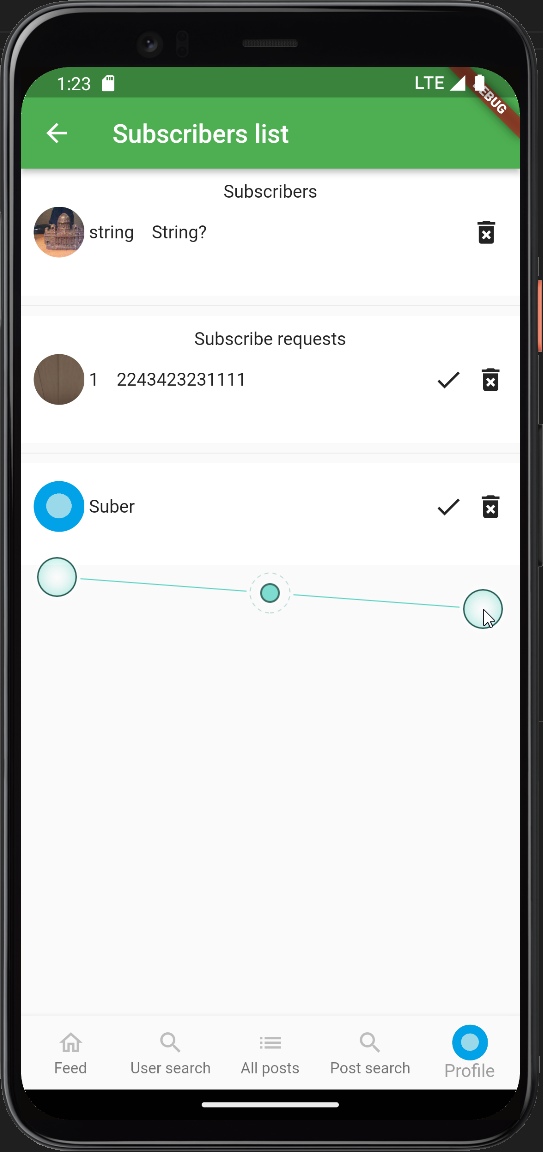 1:23 LTE
DEBUG
Subscribers list
Subscribers
string String?
Subscribe requests
1 2243423231111
Suber
Feed User search All posts Post search Profile